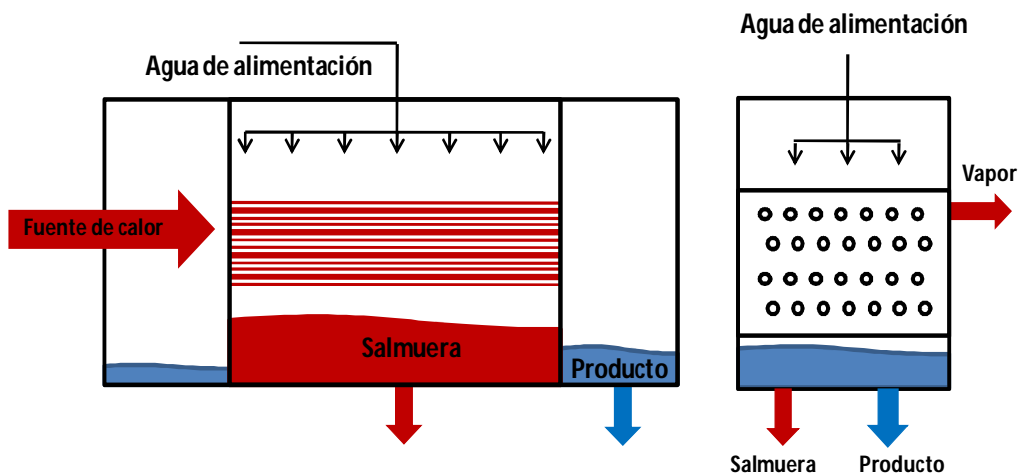 Agua de alimentación
Fuente de calor
Salmuera
Producto
Agua de alimentación
Vapor
Salmuera
Producto